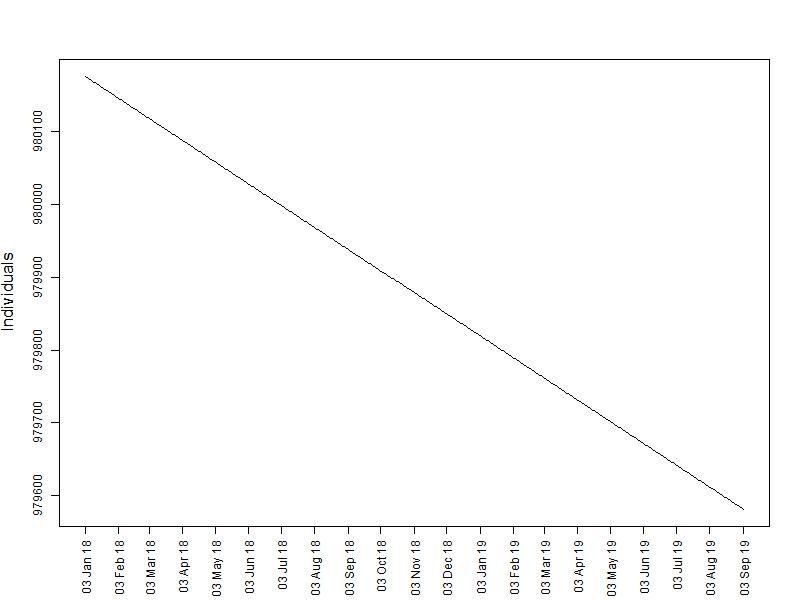 Individuals
980100
980000
979900
979800
979700
979600
03 Jan 18
03 Feb 18
03 Mar 18
03 Apr 18
03 May 18
03 Jun 18
03 Jul 18
03 Aug 18
03 Sep 18
03 Oct 18
03 Nov 18
03 Dec 18
03 Jan 19
03 Feb 19
03 Mar 19
03 Apr 19
03 May 19
03 Jun 19
03 Jul 19
03 Aug 19
03 Sep 19